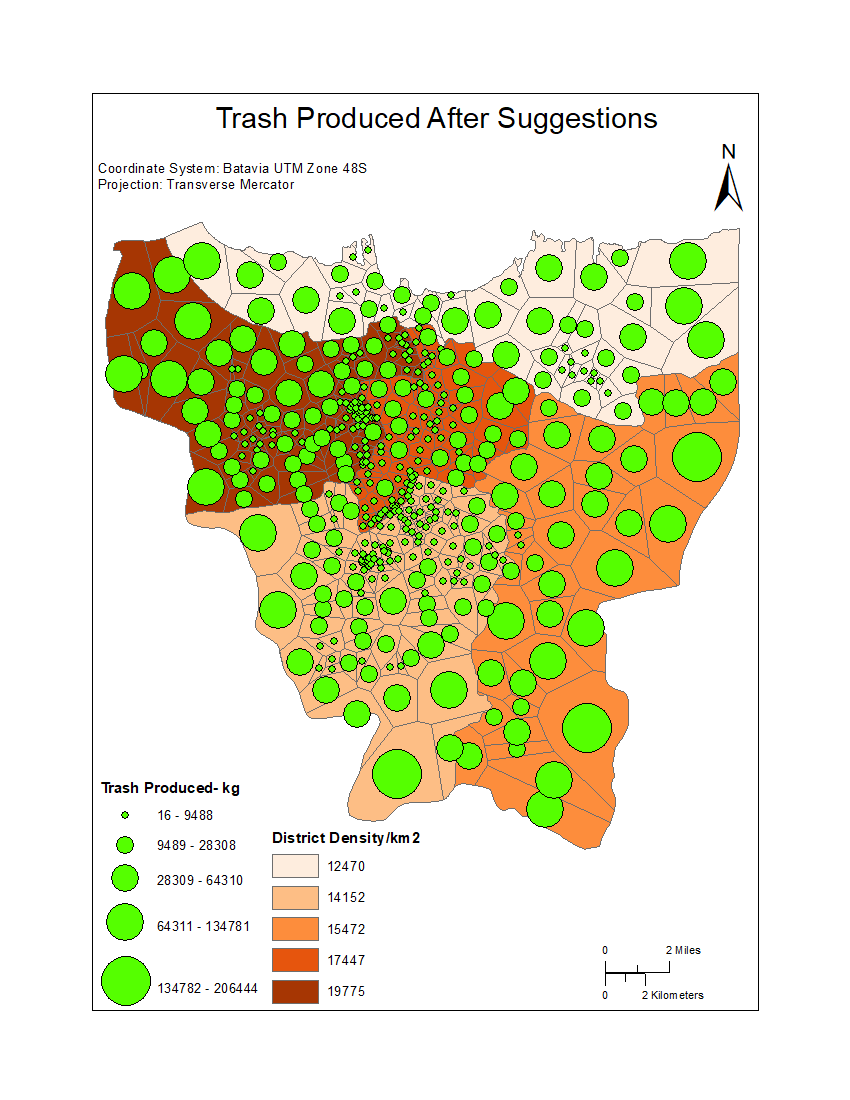 Trash Produced After Suggestions
N
Coordinate System: Batavia UTM Zone 48S
Projection: Transverse Mercator
Trash Produced- kg
16 - 9488
9489 - 28308
28309 - 64310
64311 - 134781
134782 - 206444
District Density/km2
12470
14152
15472
17447
19775
0 2 Miles
0 2 Kilometers